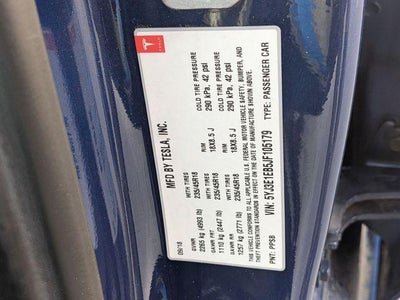 TESLA
MFD BY TESLA, INC.
09/18
GVWR
2265 kg (4993 lb)
GAWR FRT
1110 kg (2447 lb)
WITH TIRES
235/45R18
RIM
18X8.5 J
COLD TIRE PRESSURE
290 kPa, 42 psi
GAWR RR
1257 kg (2771 lb)
WITH TIRES
235/45R18
RIM
18X8.5 J
COLD TIRE PRESSURE
290 kPa, 42 psi
THIS VEHICLE CONFORMS TO ALL APPLICABLE U.S. FEDERAL MOTOR VEHICLE SAFETY, BUMPER, AND
THEFT PREVENTION STANDARDS IN EFFECT ON THE DATE OF MANUFACTURE SHOWN ABOVE.
VIN: 5YJ3E1EB5JF105179 TYPE: PASSENGER CAR
PNT: PPSB